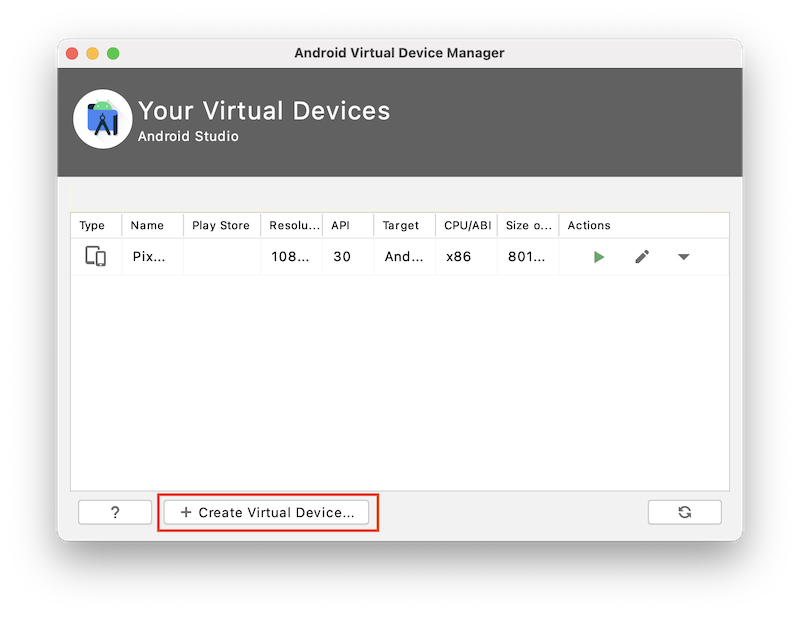 Android Virtual Device Manager
Your Virtual Devices
Android Studio
Type Name Play Store Resolu... API Target CPU/ABI Size o... Actions
Pix... 108... 30 And... x86 801...
? + Create Virtual Device...